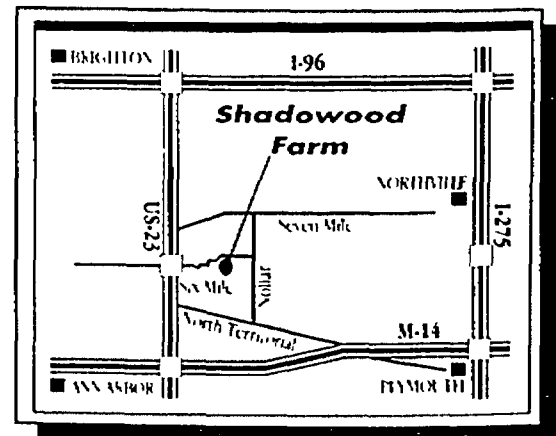 BRIGHTON
I-96
Shadowood
Farm
NORTHVILLE
US-23
I-275
Seven Mile
Six Mile
North Territorial
M-14
ANN ARBOR
PLYMOUTH